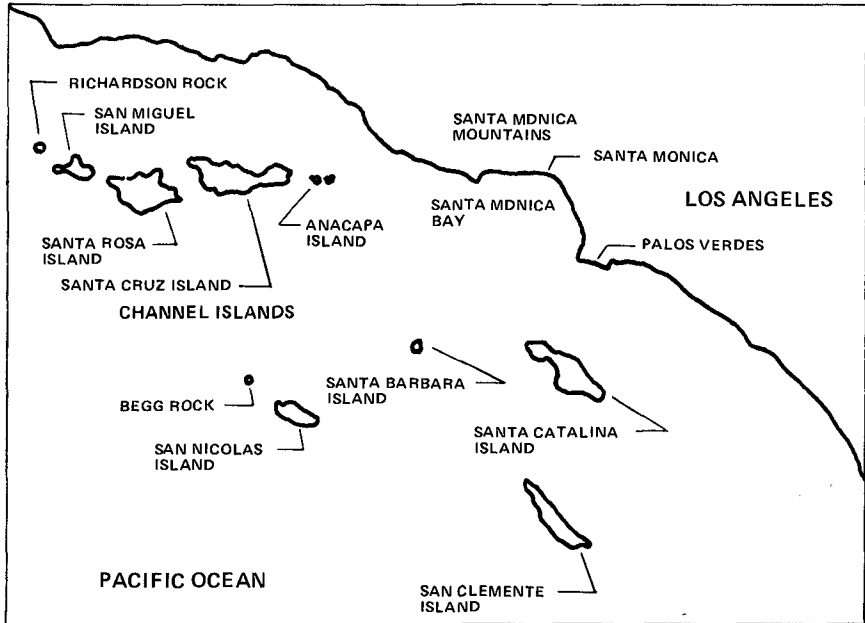 RICHARDSON ROCK
SAN MIGUEL
ISLAND
SANTA MDNICA
MOUNTAINS
SANTA MONICA
LOS ANGELES
SANTA MDNICA
BAY
ANACAPA
ISLAND
SANTA ROSA
ISLAND
PALOS VERDES
SANTA CRUZ ISLAND
CHANNEL ISLANDS
SANTA BARBARA
ISLAND
BEGG ROCK
SAN NICOLAS
ISLAND
SANTA CATALINA
ISLAND
PACIFIC OCEAN
SAN CLEMENTE
ISLAND